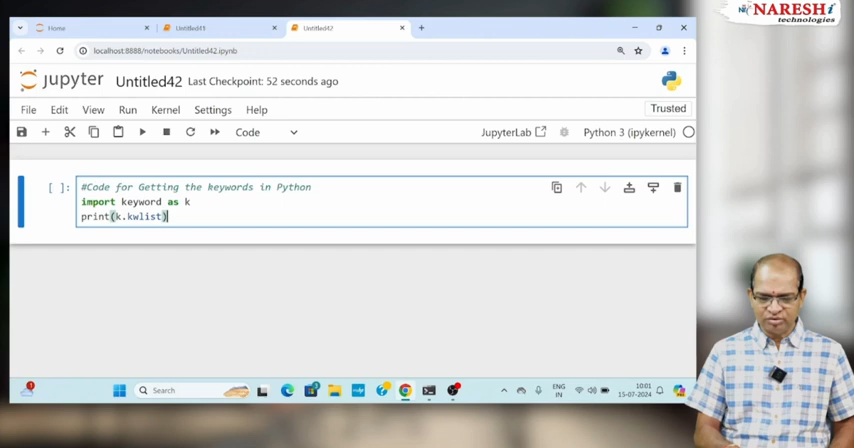 NARESH i
technologies
Home
Untitled41
Untitled42
localhost:8888/notebooks/Untitled42.ipynb
jupyter Untitled42 Last Checkpoint: 52 seconds ago
File Edit View Run Kernel Settings Help
Trusted
Code
JupyterLab
Python 3 (ipykernel)
[ ]: #Code for Getting the keywords in Python
import keyword as k
print(k.kwlist)
Search
ENG
IN
10:01
15-07-2024